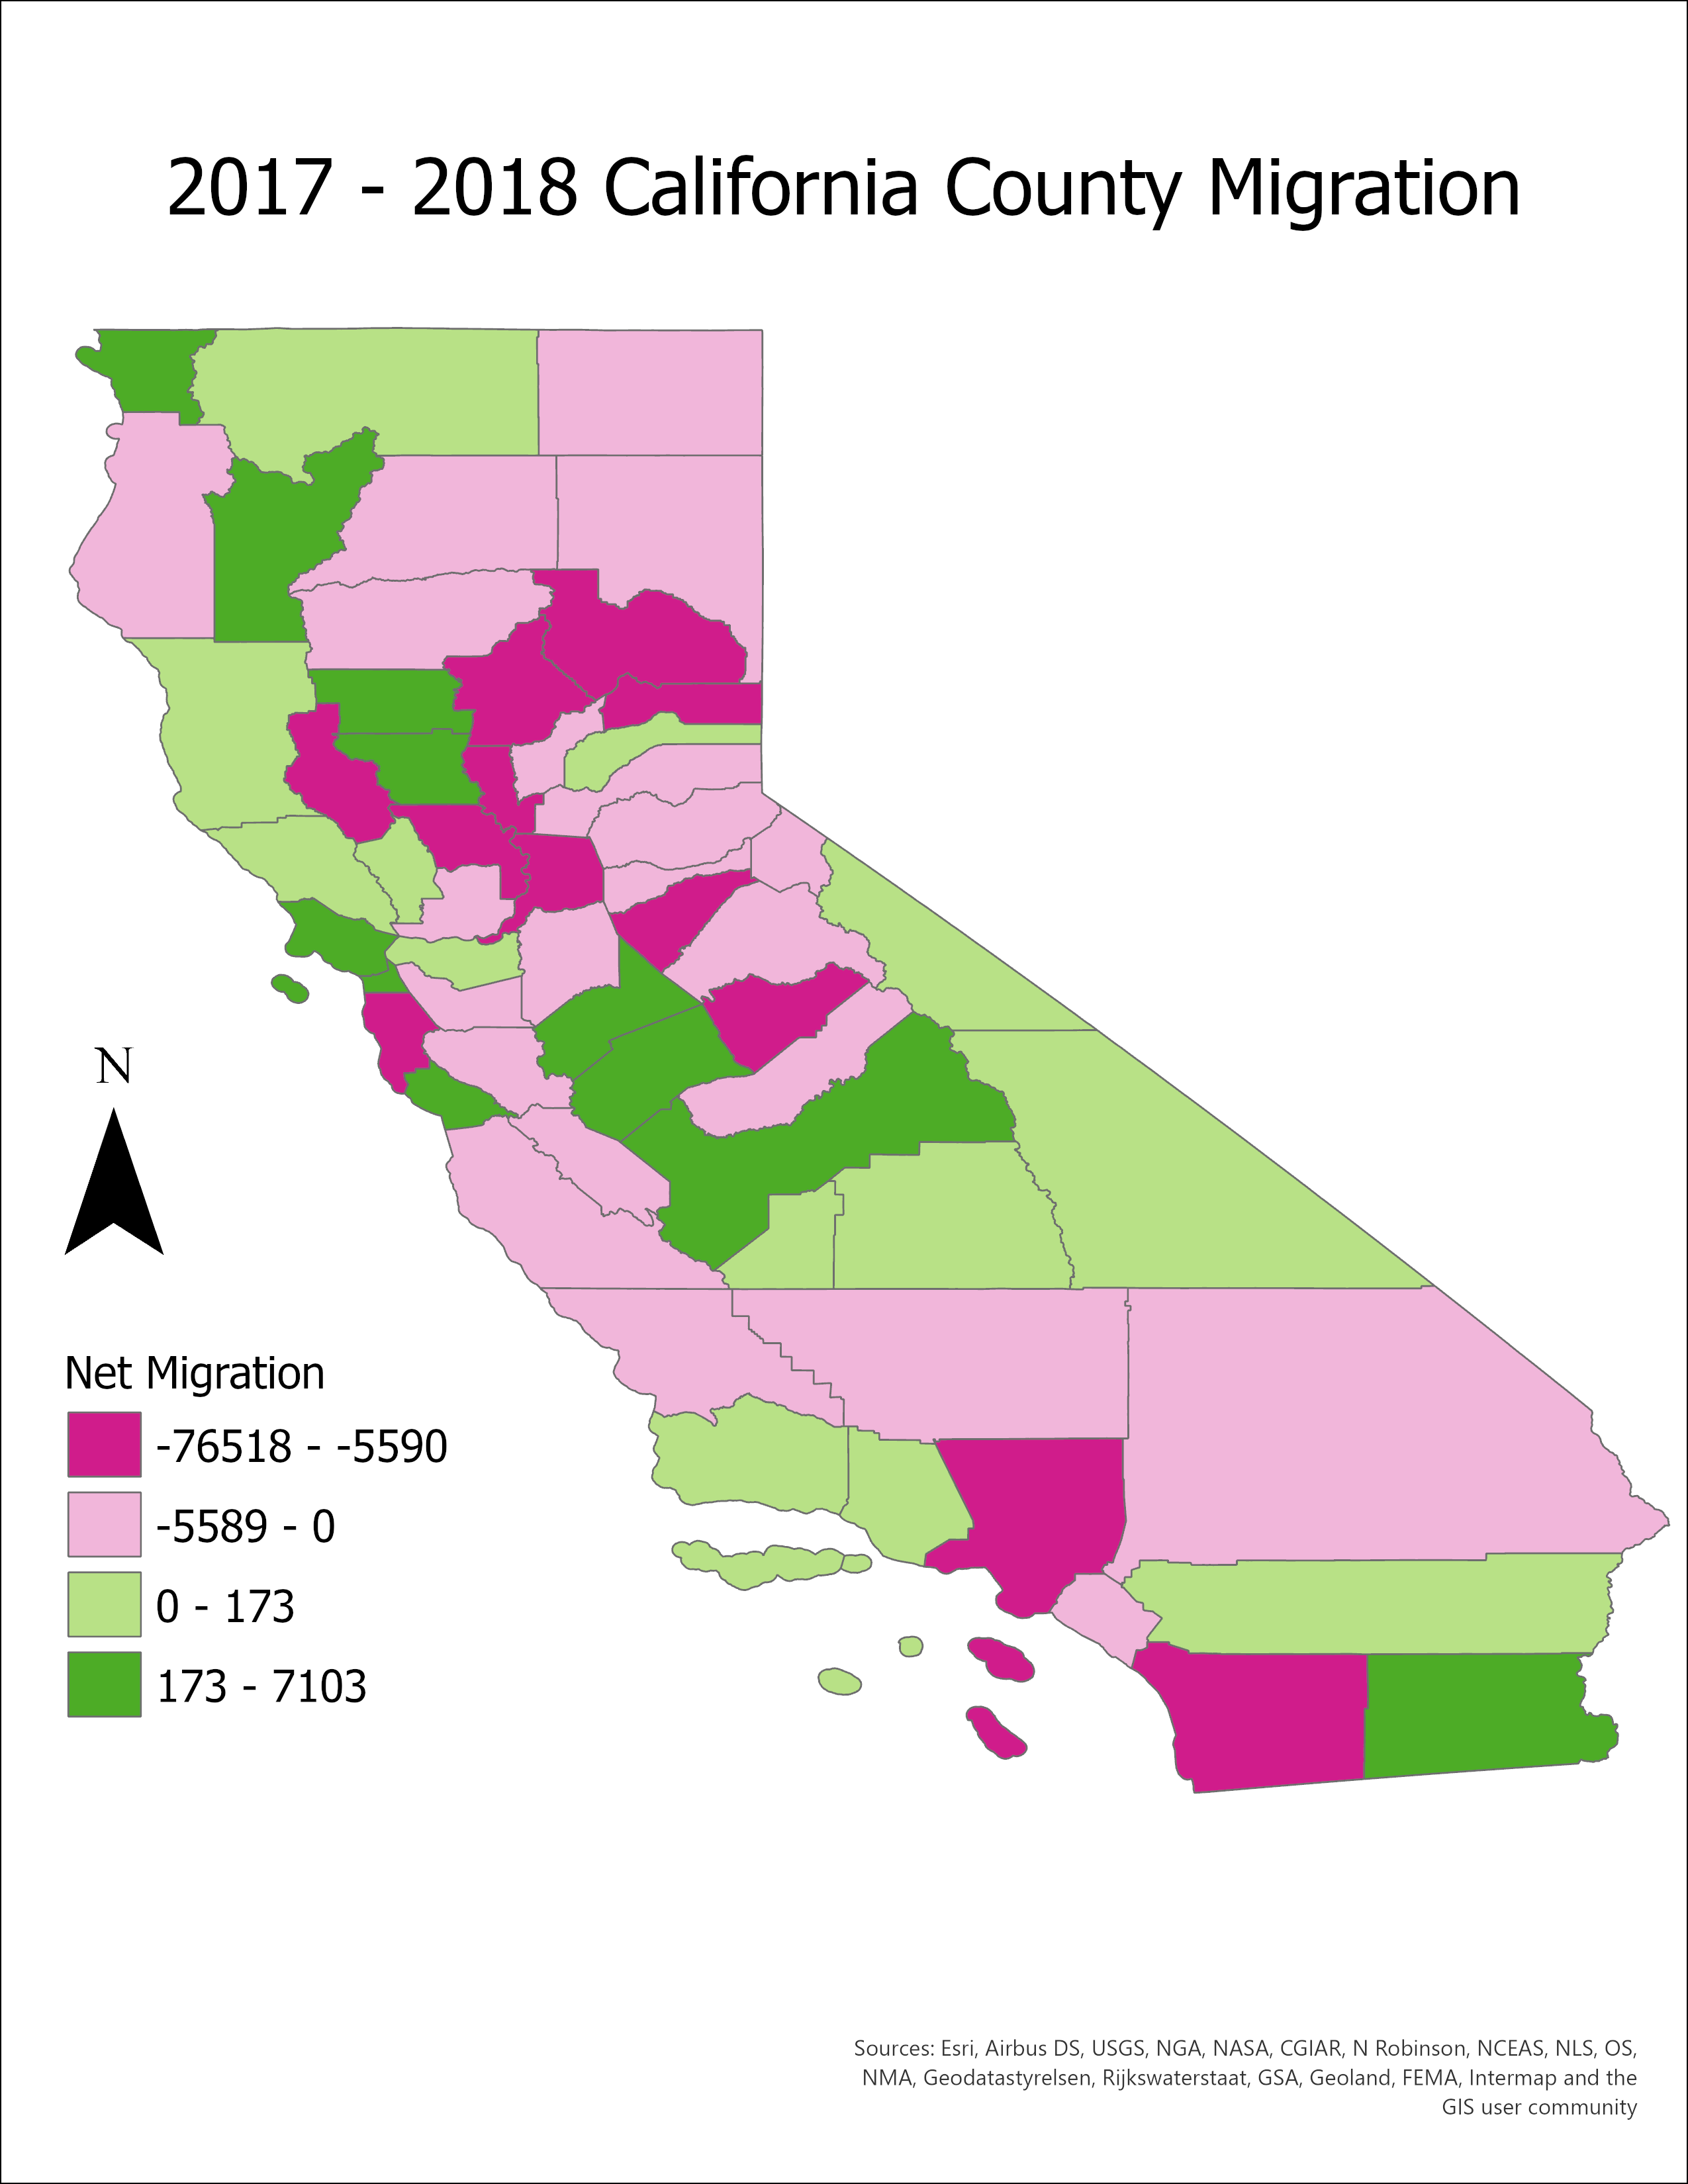 2017 - 2018 California County Migration
N
Net Migration
-76518 - -5590
-5589 - 0
0 - 173
173 - 7103
Sources: Esri, Airbus DS, USGS, NGA, NASA, CGIAR, N Robinson, NCEAS, NLS, OS,
NMA, Geodatastyrelsen, Rijkswaterstaat, GSA, Geoland, FEMA, Intermap and the
GIS user community